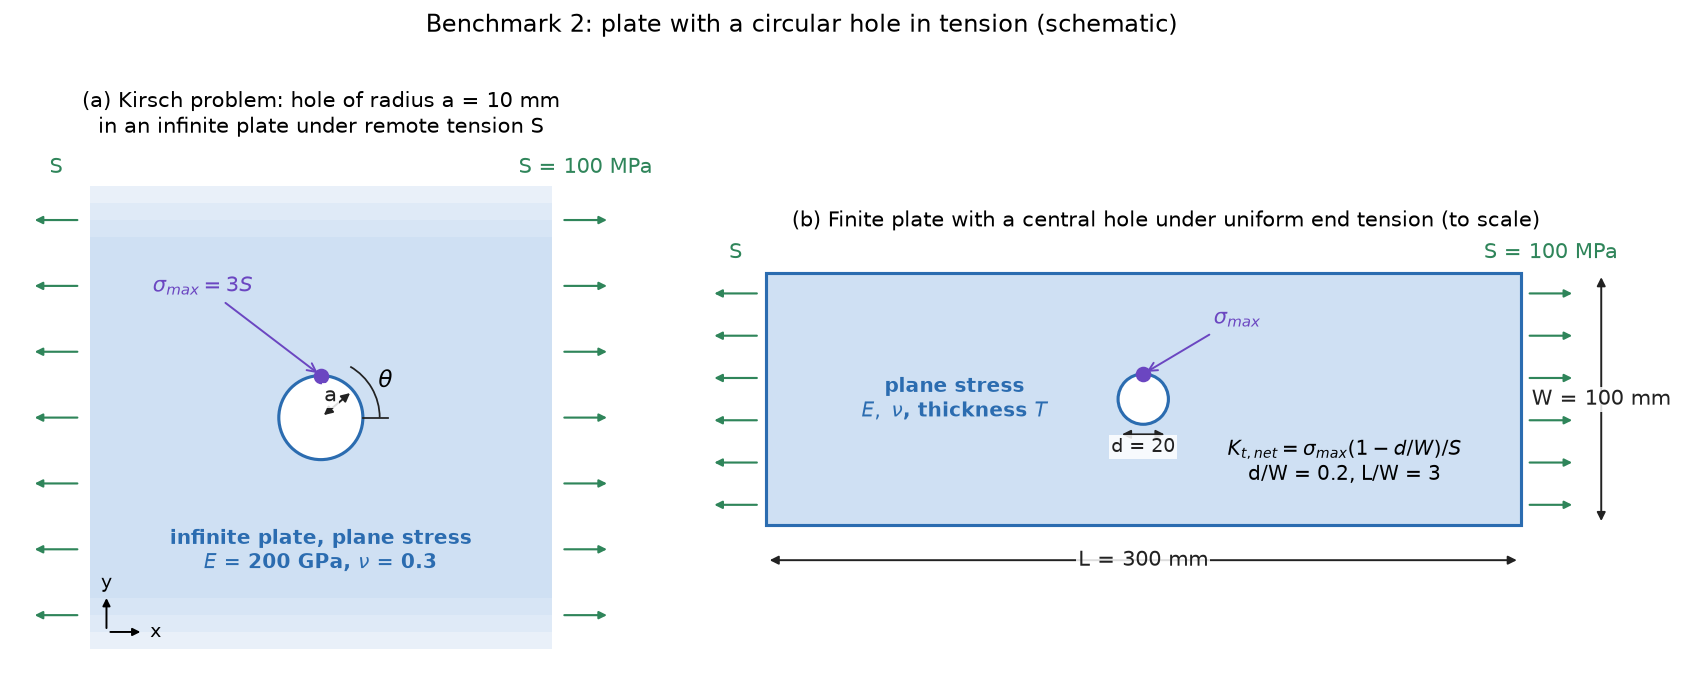 Benchmark 2: plate with a circular hole in tension (schematic)
(a) Kirsch problem: hole of radius a = 10 mm
in an infinite plate under remote tension S
S
S = 100 MPa
σ_max = 3S
θ
a
infinite plate, plane stress
E = 200 GPa, ν = 0.3
y
x
(b) Finite plate with a central hole under uniform end tension (to scale)
S
S = 100 MPa
σ_max
plane stress
E, ν, thickness T
W = 100 mm
d = 20
K_{t,net} = σ_max(1 − d/W)/S
d/W = 0.2, L/W = 3
L = 300 mm